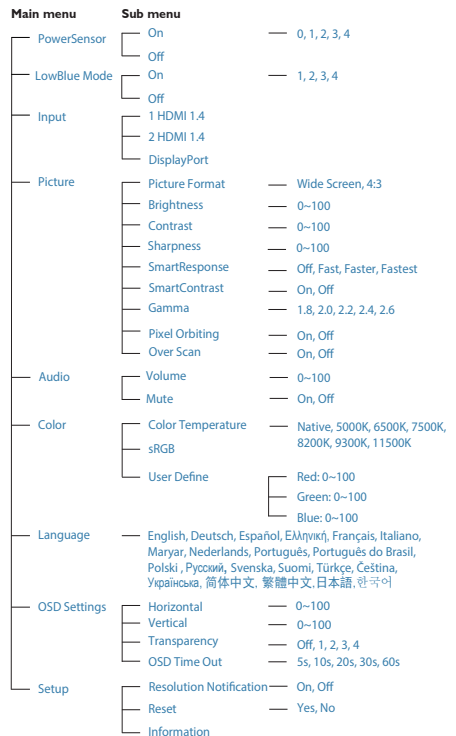 Main menu Sub menu
PowerSensor On 0, 1, 2, 3, 4
Off
LowBlue Mode On 1, 2, 3, 4
Off
Input 1 HDMI 1.4
2 HDMI 1.4
DisplayPort
Picture Picture Format Wide Screen, 4:3
Brightness 0~100
Contrast 0~100
Sharpness 0~100
SmartResponse Off, Fast, Faster, Fastest
SmartContrast On, Off
Gamma 1.8, 2.0, 2.2, 2.4, 2.6
Pixel Orbiting On, Off
Over Scan On, Off
Audio Volume 0~100
Mute On, Off
Color Color Temperature Native, 5000K, 6500K, 7500K,
8200K, 9300K, 11500K
sRGB
User Define Red: 0~100
Green: 0~100
Blue: 0~100
Language English, Deutsch, Español, Ελληνική, Français, Italiano,
Maryar, Nederlands, Português, Português do Brasil,
Polski , Русский, Svenska, Suomi, Türkçe, Čeština,
Українська, 简体中文, 繁體中文,日本語,한국어
OSD Settings Horizontal 0~100
Vertical 0~100
Transparency Off, 1, 2, 3, 4
OSD Time Out 5s, 10s, 20s, 30s, 60s
Setup Resolution Notification On, Off
Reset Yes, No
Information